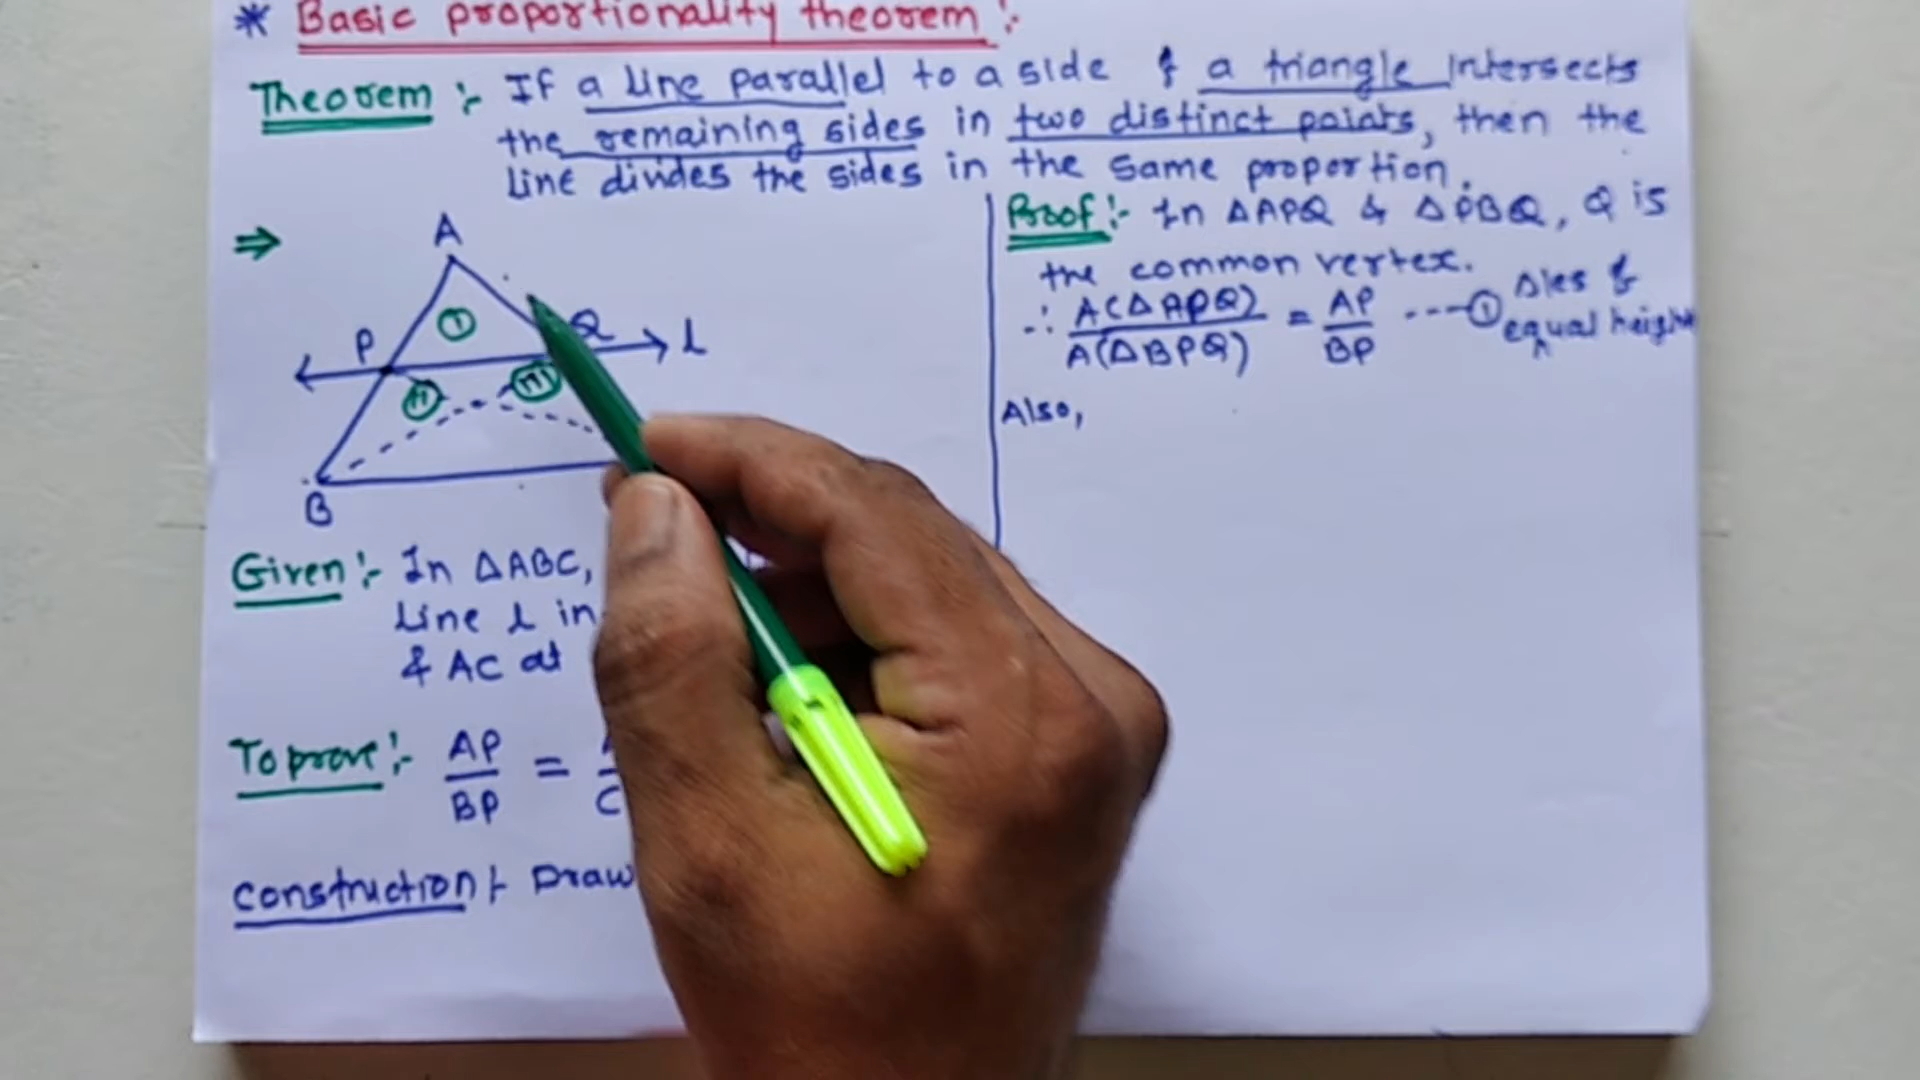 * Basic proportionality theorem :-
Theorem :- If a line parallel to a side of a triangle intersects
the remaining sides in two distinct points, then the
line divides the sides in the same proportion.
⇒
A
P
Q
l
I
II
III
B
Given :- In ΔABC,
Line l in
& AC at
To prove :- AP/BP =
Construction :- Draw
Proof :- In ΔAPQ & ΔPBQ, Q is
the common vertex.
∴ A(ΔAPQ)/A(ΔBPQ) = AP/BP ----① Δles of
equal height
Also,